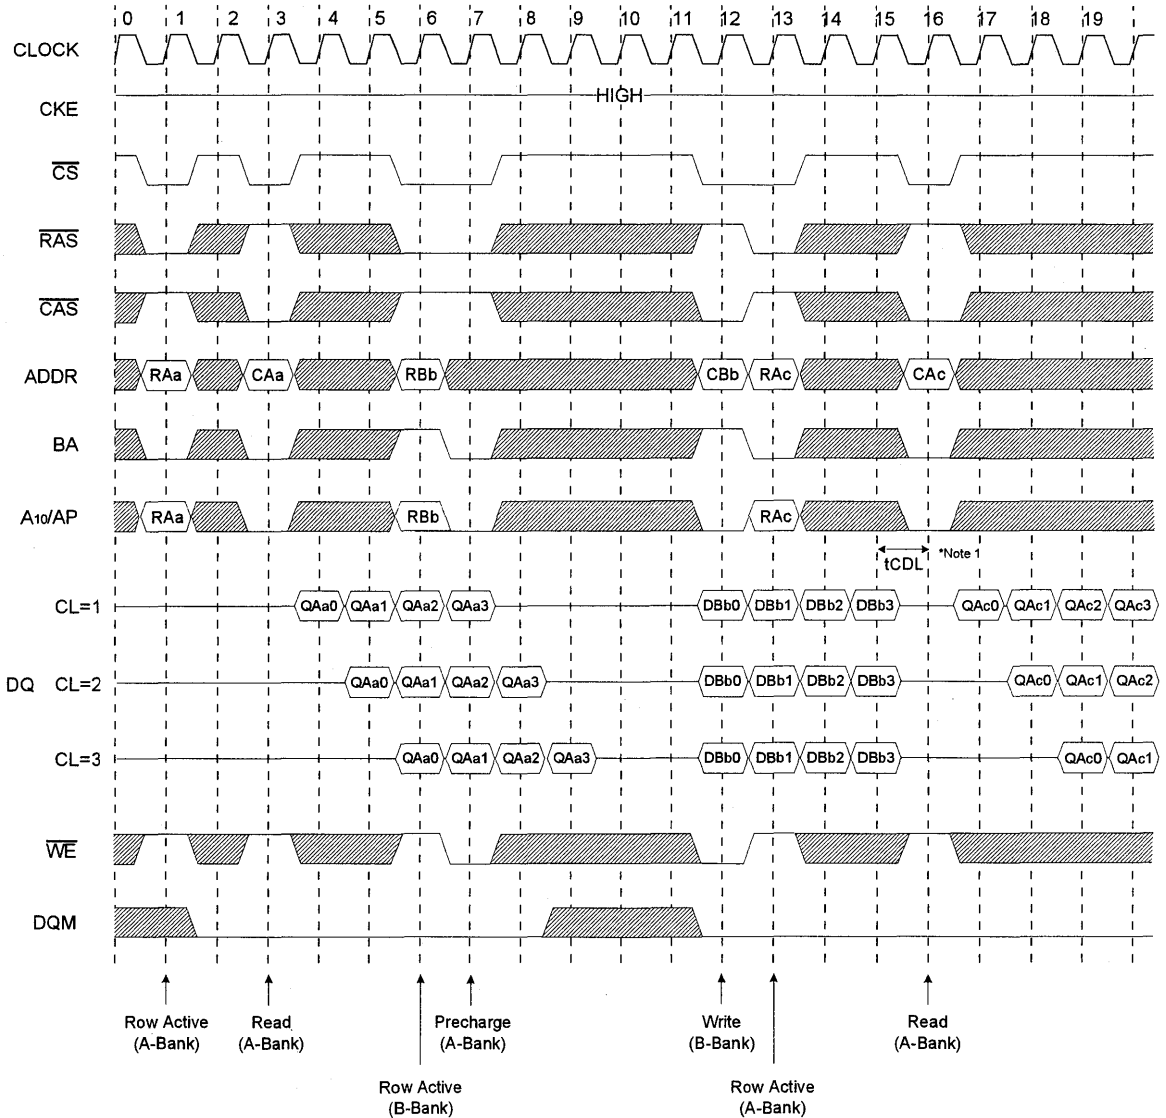 0 1 2 3 4 5 6 7 8 9 10 11 12 13 14 15 16 17 18 19
CLOCK
CKE HIGH
CS
RAS
CAS
ADDR RAa CAa RBb CBb RAc CAc
BA
A10/AP RAa RBb RAc
tCDL *Note 1
CL=1 QAa0 QAa1 QAa2 QAa3 DBb0 DBb1 DBb2 DBb3 QAc0 QAc1 QAc2 QAc3
DQ CL=2 QAa0 QAa1 QAa2 QAa3 DBb0 DBb1 DBb2 DBb3 QAc0 QAc1 QAc2
CL=3 QAa0 QAa1 QAa2 QAa3 DBb0 DBb1 DBb2 DBb3 QAc0 QAc1
WE
DQM
Row Active
(A-Bank)
Read
(A-Bank)
Precharge
(A-Bank)
Write
(B-Bank)
Read
(A-Bank)
Row Active
(B-Bank)
Row Active
(A-Bank)